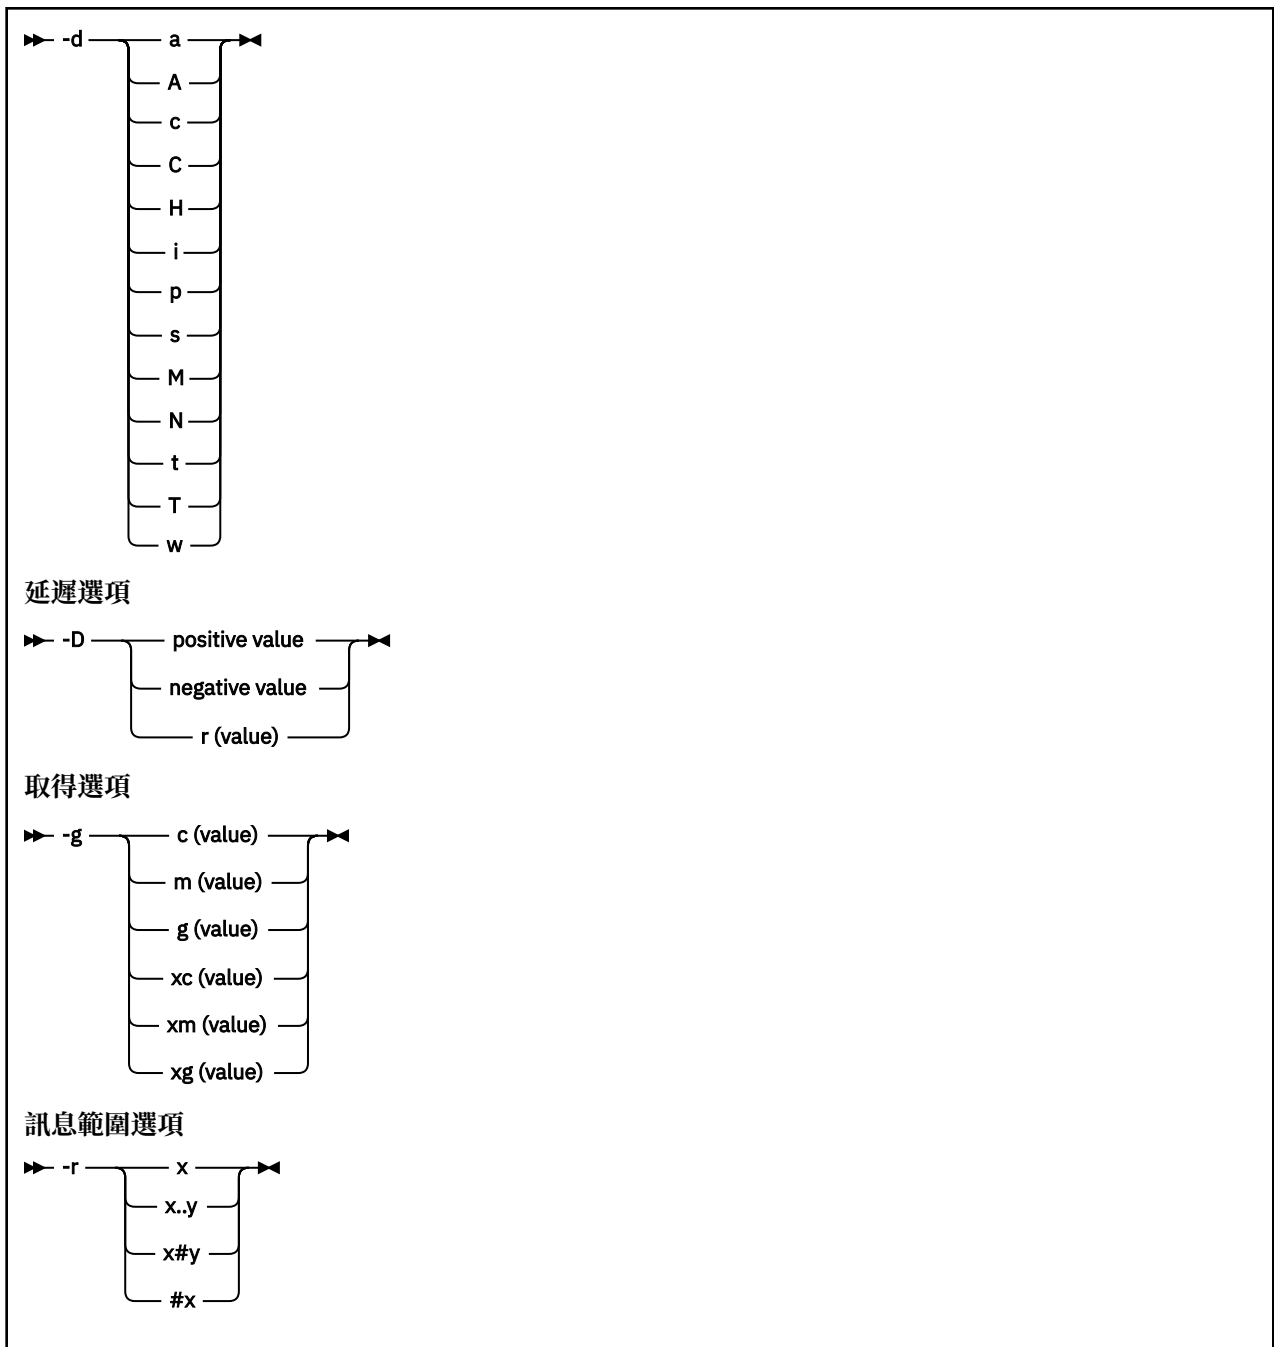 -d a
A
c
C
H
i
p
s
M
N
t
T
w
延遲選項
-D positive value
negative value
r (value)
取得選項
-g c (value)
m (value)
g (value)
xc (value)
xm (value)
xg (value)
訊息範圍選項
-r x
x..y
x#y
#x